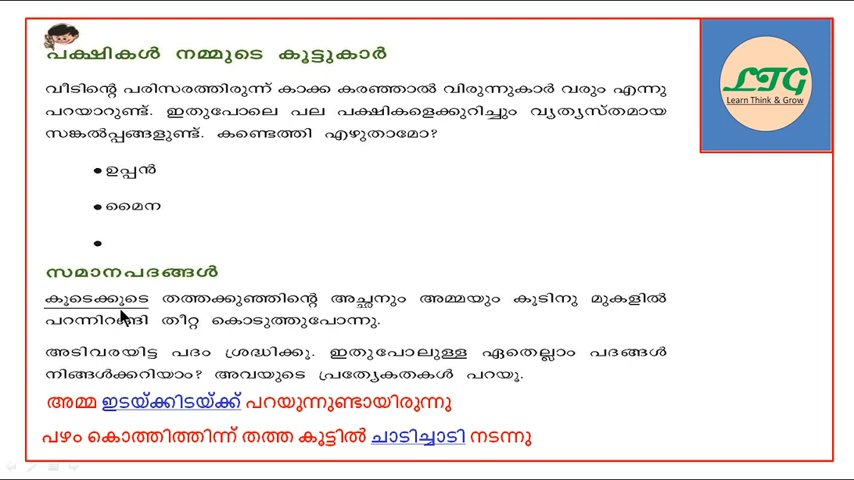 പക്ഷികൾ നമ്മുടെ കൂട്ടുകാർ
LTG
Learn Think & Grow
വീടിന്റെ പരിസരത്തിരുന്ന് കാക്ക കരഞ്ഞാൽ വിരുന്നുകാർ വരും എന്നു
പറയാറുണ്ട്. ഇതുപോലെ പല പക്ഷികളെക്കുറിച്ചും വ്യത്യസ്തമായ
സങ്കൽപ്പങ്ങളുണ്ട്. കണ്ടെത്തി എഴുതാമോ?
• ഉപ്പൻ
• മൈന
•
സമാനപദങ്ങൾ
കൂടെക്കൂടെ തത്തക്കുഞ്ഞിന്റെ അച്ഛനും അമ്മയും കൂടിനു മുകളിൽ
പറന്നിറങ്ങി തീറ്റ കൊടുത്തുപോന്നു.
അടിവരയിട്ട പദം ശ്രദ്ധിക്കൂ. ഇതുപോലുള്ള ഏതെല്ലാം പദങ്ങൾ
നിങ്ങൾക്കറിയാം? അവയുടെ പ്രത്യേകതകൾ പറയൂ.
അമ്മ ഇടയ്ക്കിടയ്ക്ക് പറയുന്നുണ്ടായിരുന്നു
പഴം കൊത്തിത്തിന്ന് തത്ത കൂട്ടിൽ ചാടിച്ചാടി നടന്നു